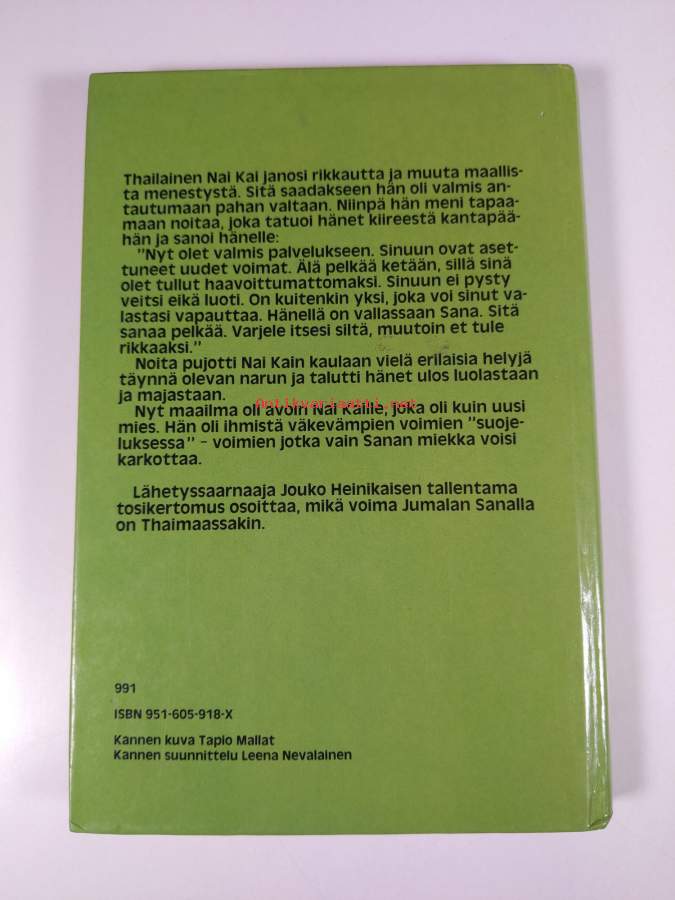 Thailainen Nai Kai janosi rikkautta ja muuta maallis-
ta menestystä. Sitä saadakseen hän oli valmis an-
tautumaan pahan valtaan. Niinpä hän meni tapaa-
maan noitaa, joka tatuoi hänet kiireestä kantapää-
hän ja sanoi hänelle:
"Nyt olet valmis palvelukseen. Sinuun ovat aset-
tuneet uudet voimat. Älä pelkää ketään, sillä sinä
olet tullut haavoittumattomaksi. Sinuun ei pysty
veitsi eikä luoti. On kuitenkin yksi, joka voi sinut va-
lastasi vapauttaa. Hänellä on vallassaan Sana. Sitä
sanaa pelkää. Varjele itsesi siltä, muutoin et tule
rikkaaksi."
Noita pujotti Nai Kain kaulaan vielä erilaisia helyjä
täynnä olevan narun ja talutti hänet ulos luolastaan
ja majastaan.
Antikvariaatti.net
Nyt maailma oli avoin Nai Kaille, joka oli kuin uusi
mies. Hän oli ihmistä väkevämpien voimien "suoje-
luksessa" – voimien jotka vain Sanan miekka voisi
karkottaa.
Lähetyssaarnaaja Jouko Heinikaisen tallentama
tosikertomus osoittaa, mikä voima Jumalan Sanalla
on Thaimaassakin.
991
ISBN 951-605-918-X
Kannen kuva Tapio Mallat
Kannen suunnittelu Leena Nevalainen